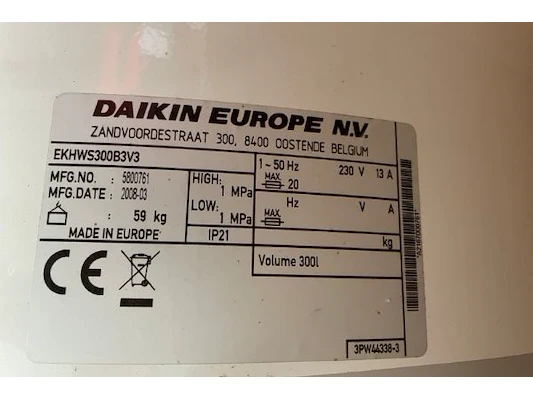 DAIKIN EUROPE N.V.
ZANDVOORDESTRAAT 300, 8400 OOSTENDE BELGIUM
EKHWS300B3V3
MFG.NO. : 5800761
MFG.DATE : 2008-03
59 kg
MADE IN EUROPE
HIGH:
1 MPa
LOW:
1 MPa
IP21
1~50 Hz 230 V 13 A
MAX. 20
Hz V A
MAX.
kg
Volume 300l
CE
3PW44338-3